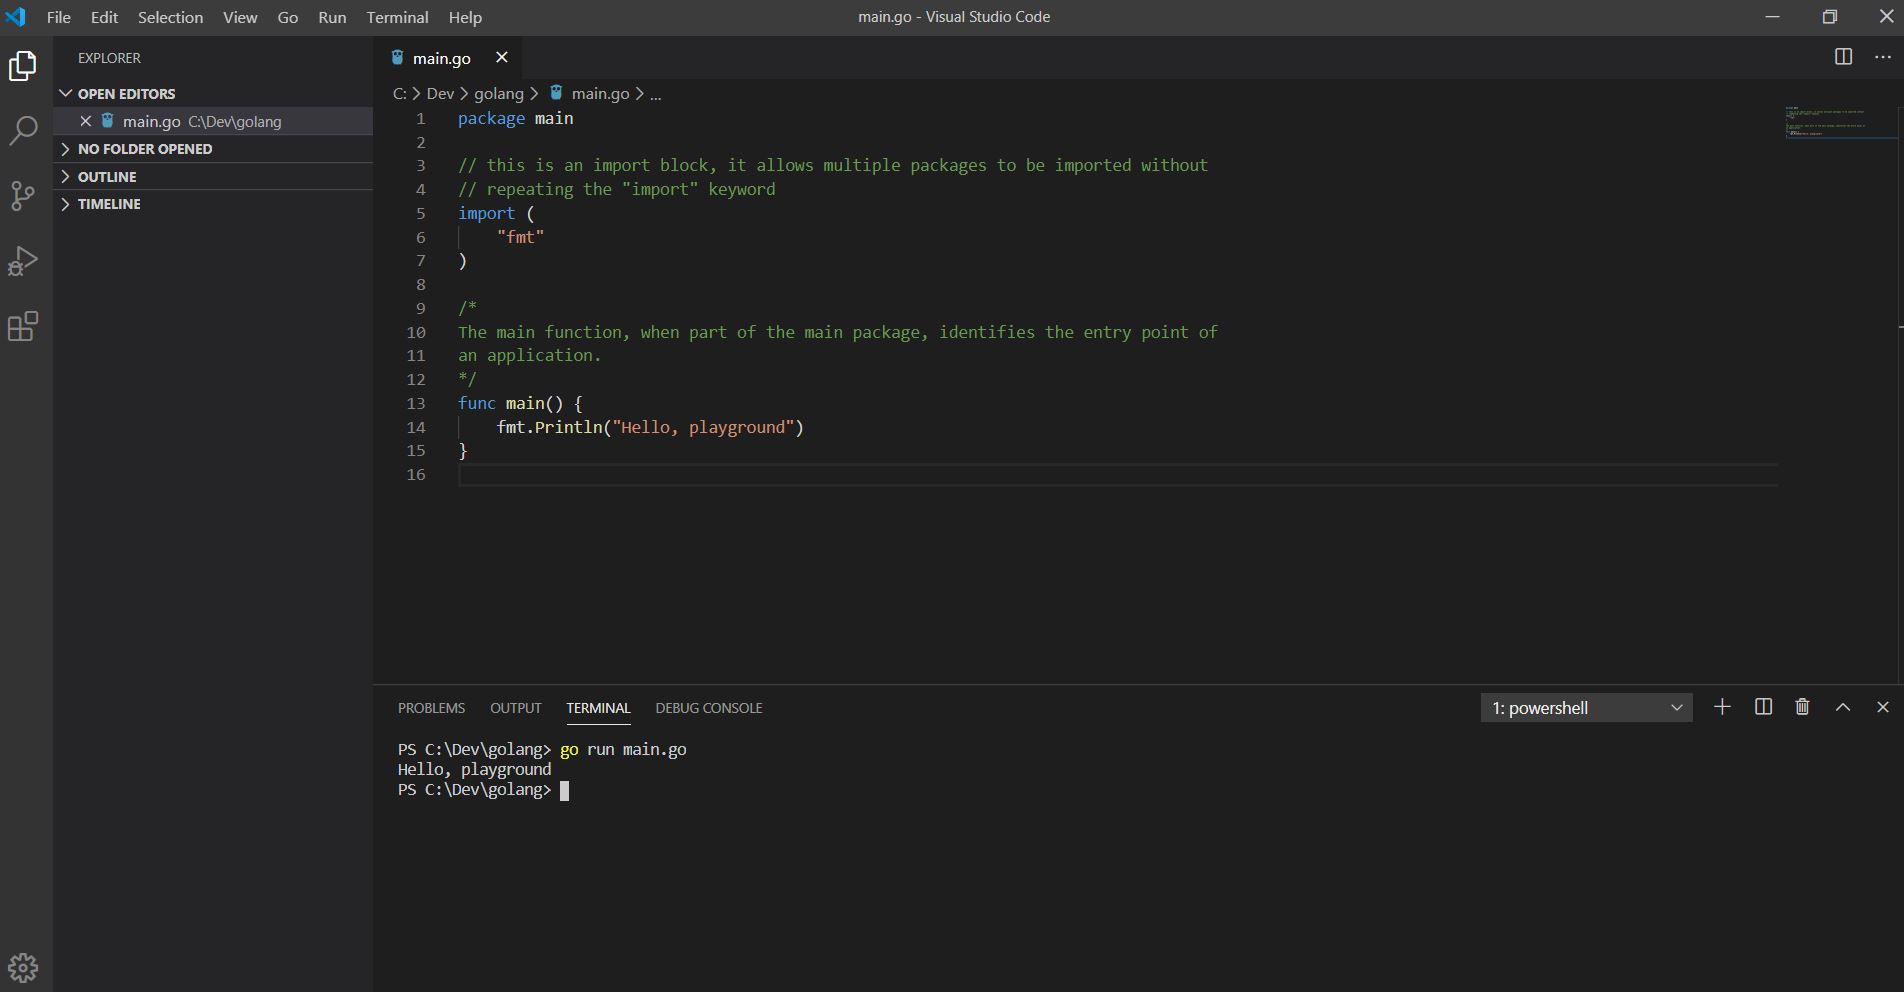 File Edit Selection View Go Run Terminal Help
main.go - Visual Studio Code
EXPLORER
OPEN EDITORS
main.go C:\Dev\golang
NO FOLDER OPENED
OUTLINE
TIMELINE
main.go
C: > Dev > golang > main.go > ...
1 package main
2
3 // this is an import block, it allows multiple packages to be imported without
4 // repeating the "import" keyword
5 import (
6 "fmt"
7 )
8
9 /*
10 The main function, when part of the main package, identifies the entry point of
11 an application.
12 */
13 func main() {
14 fmt.Println("Hello, playground")
15 }
16
PROBLEMS OUTPUT TERMINAL DEBUG CONSOLE
1: powershell
PS C:\Dev\golang> go run main.go
Hello, playground
PS C:\Dev\golang>